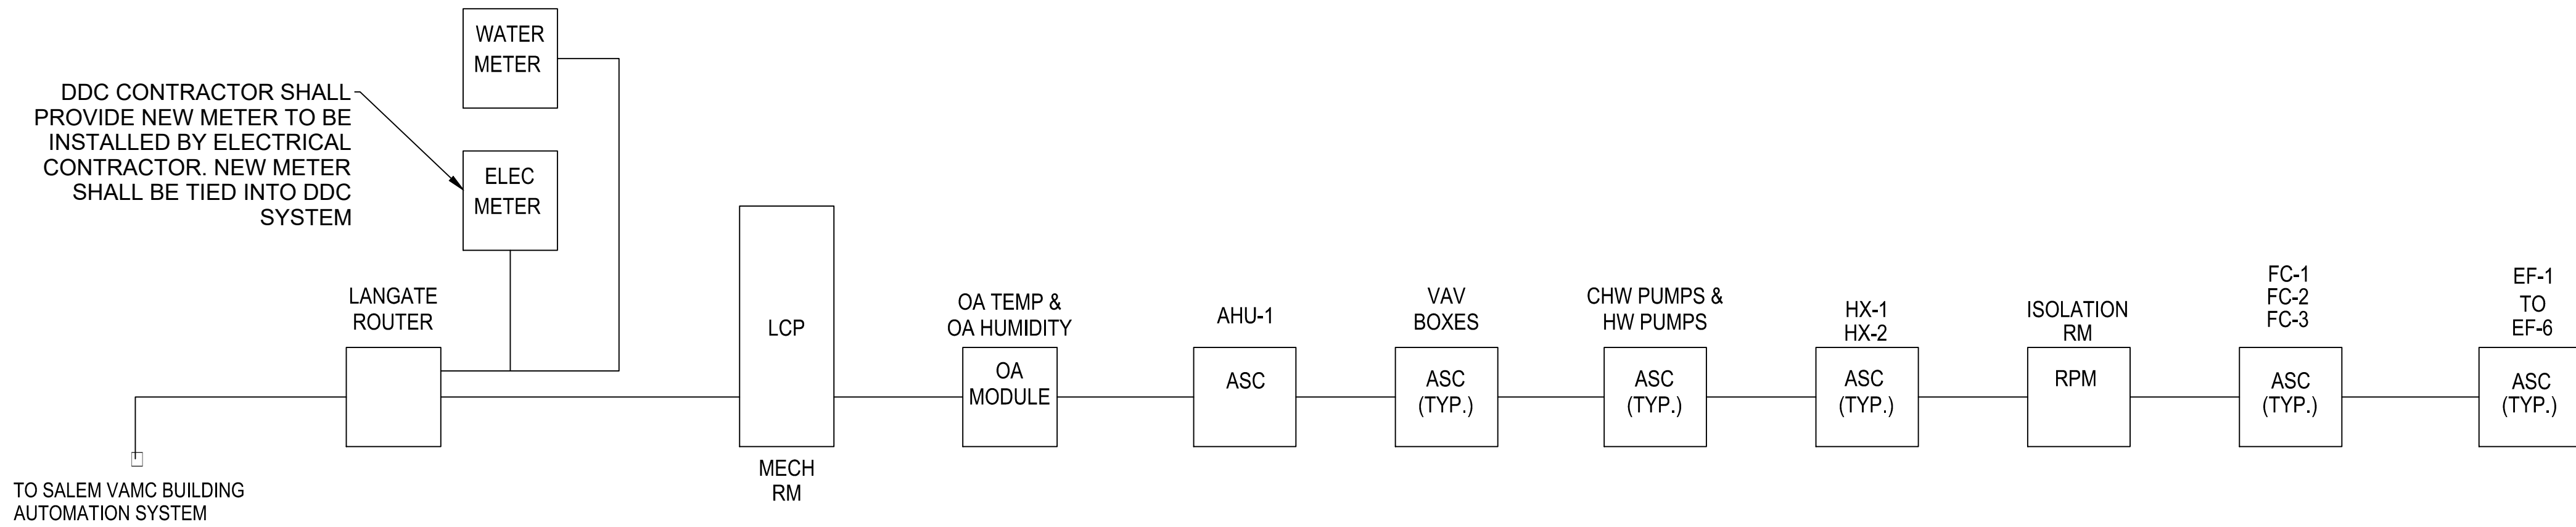 WATER
METER
DDC CONTRACTOR SHALL
PROVIDE NEW METER TO BE
INSTALLED BY ELECTRICAL
CONTRACTOR. NEW METER
SHALL BE TIED INTO DDC
SYSTEM
ELEC
METER
LANGATE
ROUTER
LCP
MECH
RM
OA TEMP &
OA HUMIDITY
OA
MODULE
AHU-1
ASC
VAV
BOXES
ASC
(TYP.)
CHW PUMPS &
HW PUMPS
ASC
(TYP.)
HX-1
HX-2
ASC
(TYP.)
ISOLATION
RM
RPM
FC-1
FC-2
FC-3
ASC
(TYP.)
EF-1
TO
EF-6
ASC
(TYP.)
TO SALEM VAMC BUILDING
AUTOMATION SYSTEM